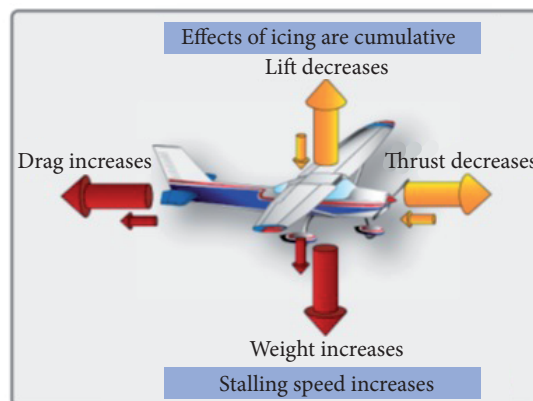 Effects of icing are cumulative
Lift decreases
Drag increases
Thrust decreases
Weight increases
Stalling speed increases